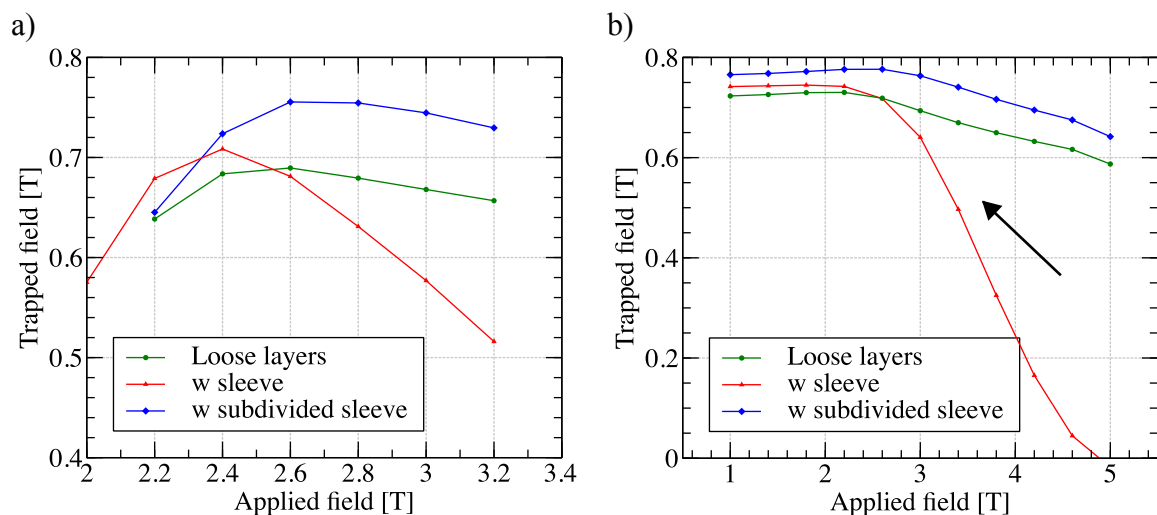 a)
0.8
0.7
0.6
0.5
0.4
Trapped field [T]
Loose layers
w sleeve
w subdivided sleeve
2 2.2 2.4 2.6 2.8 3 3.2 3.4
Applied field [T]
b)
0.8
0.6
0.4
0.2
0
Trapped field [T]
Loose layers
w sleeve
w subdivided sleeve
1 2 3 4 5
Applied field [T]